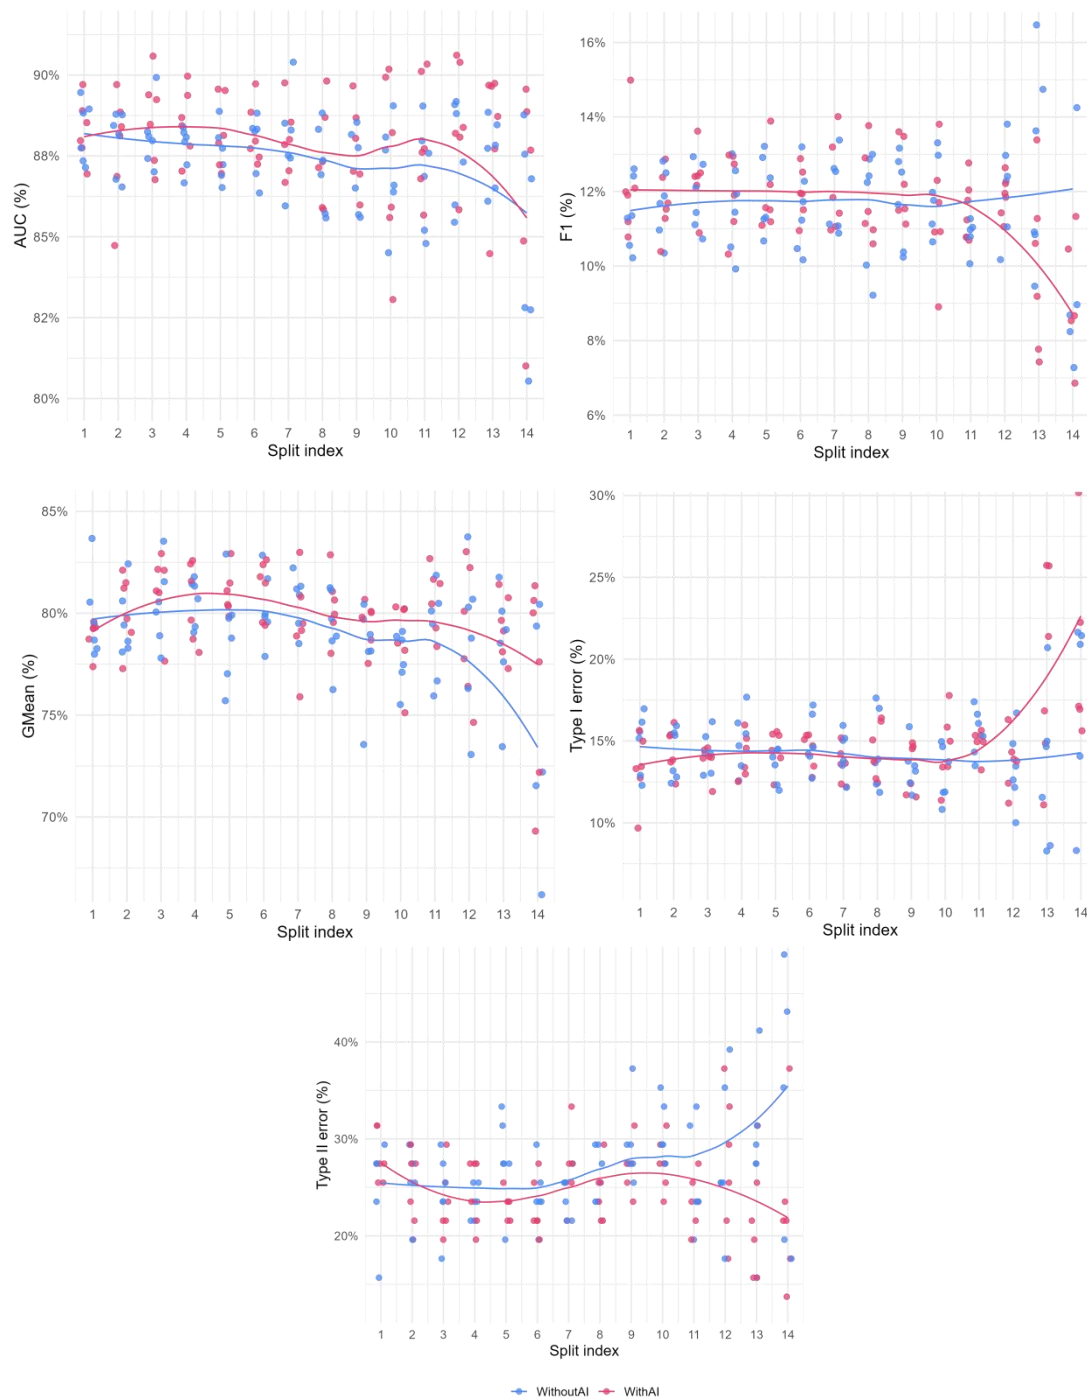 90%
88%
85%
82%
80%
AUC (%)
1 2 3 4 5 6 7 8 9 10 11 12 13 14
Split index
16%
14%
12%
10%
8%
6%
F1 (%)
1 2 3 4 5 6 7 8 9 10 11 12 13 14
Split index
85%
80%
75%
70%
GMean (%)
1 2 3 4 5 6 7 8 9 10 11 12 13 14
Split index
30%
25%
20%
15%
10%
Type I error (%)
1 2 3 4 5 6 7 8 9 10 11 12 13 14
Split index
40%
30%
20%
Type II error (%)
1 2 3 4 5 6 7 8 9 10 11 12 13 14
Split index
WithoutAI WithAI